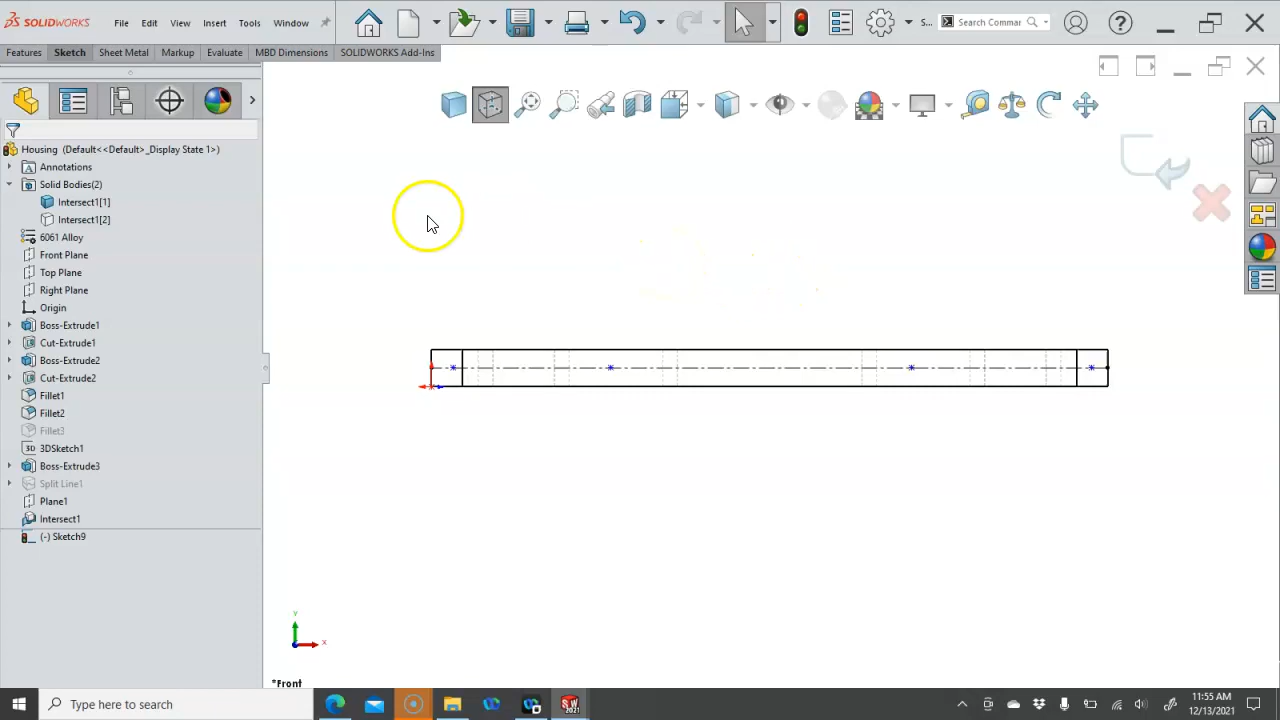 SOLIDWORKS File Edit View Insert Tools Window S... Search Commar
Features Sketch Sheet Metal Markup Evaluate MBD Dimensions SOLIDWORKS Add-Ins
Housing (Default<<Default>_Display State 1>)
Annotations
Solid Bodies(2)
Intersect1[1]
Intersect1[2]
6061 Alloy
Front Plane
Top Plane
Right Plane
Origin
Boss-Extrude1
Cut-Extrude1
Boss-Extrude2
Cut-Extrude2
Fillet1
Fillet2
Fillet3
3D 3DSketch1
Boss-Extrude3
Split Line1
Plane1
Intersect1
(-) Sketch9
Y
X
*Front
Type here to search
SW
2021
11:55 AM
12/13/2021